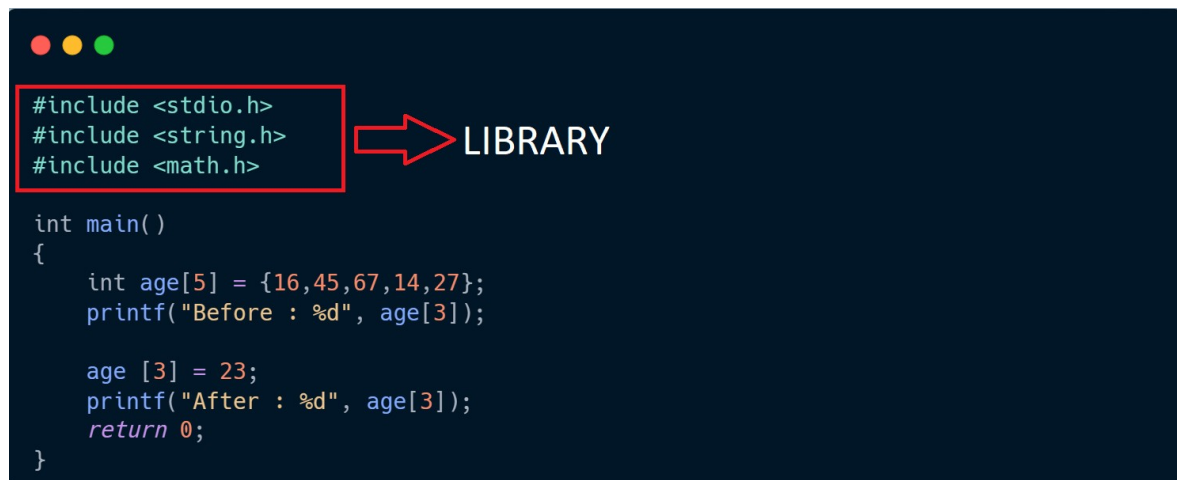 #include <stdio.h>
#include <string.h>
#include <math.h>
LIBRARY
int main()
{
    int age[5] = {16,45,67,14,27};
    printf("Before : %d", age[3]);
    age [3] = 23;
    printf("After : %d", age[3]);
    return 0;
}